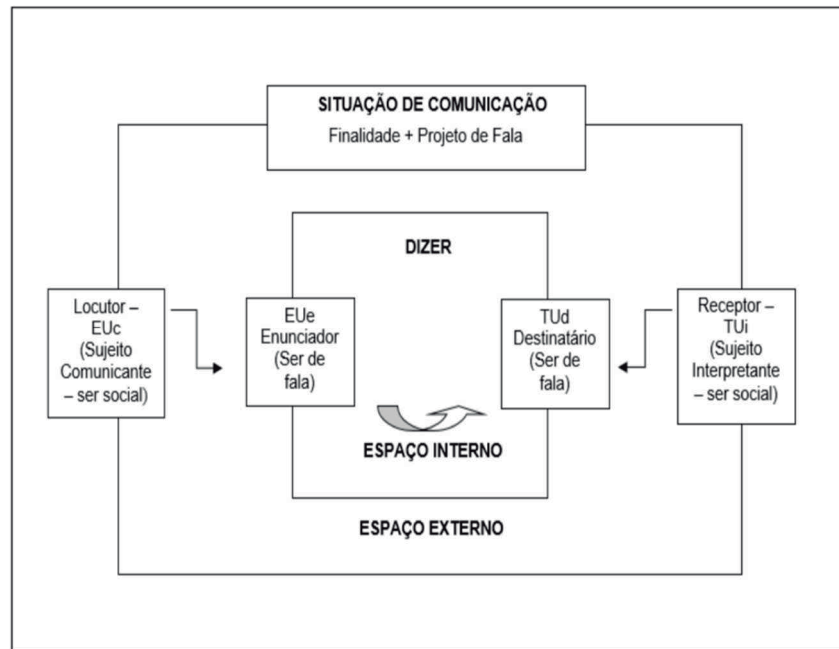 SITUAÇÃO DE COMUNICAÇÃO
Finalidade + Projeto de Fala
DIZER
Locutor –
EUc
(Sujeito
Comunicante
– ser social)
EUe
Enunciador
(Ser de
fala)
TUd
Destinatário
(Ser de
fala)
Receptor –
TUi
(Sujeito
Interpretante
– ser social)
ESPAÇO INTERNO
ESPAÇO EXTERNO